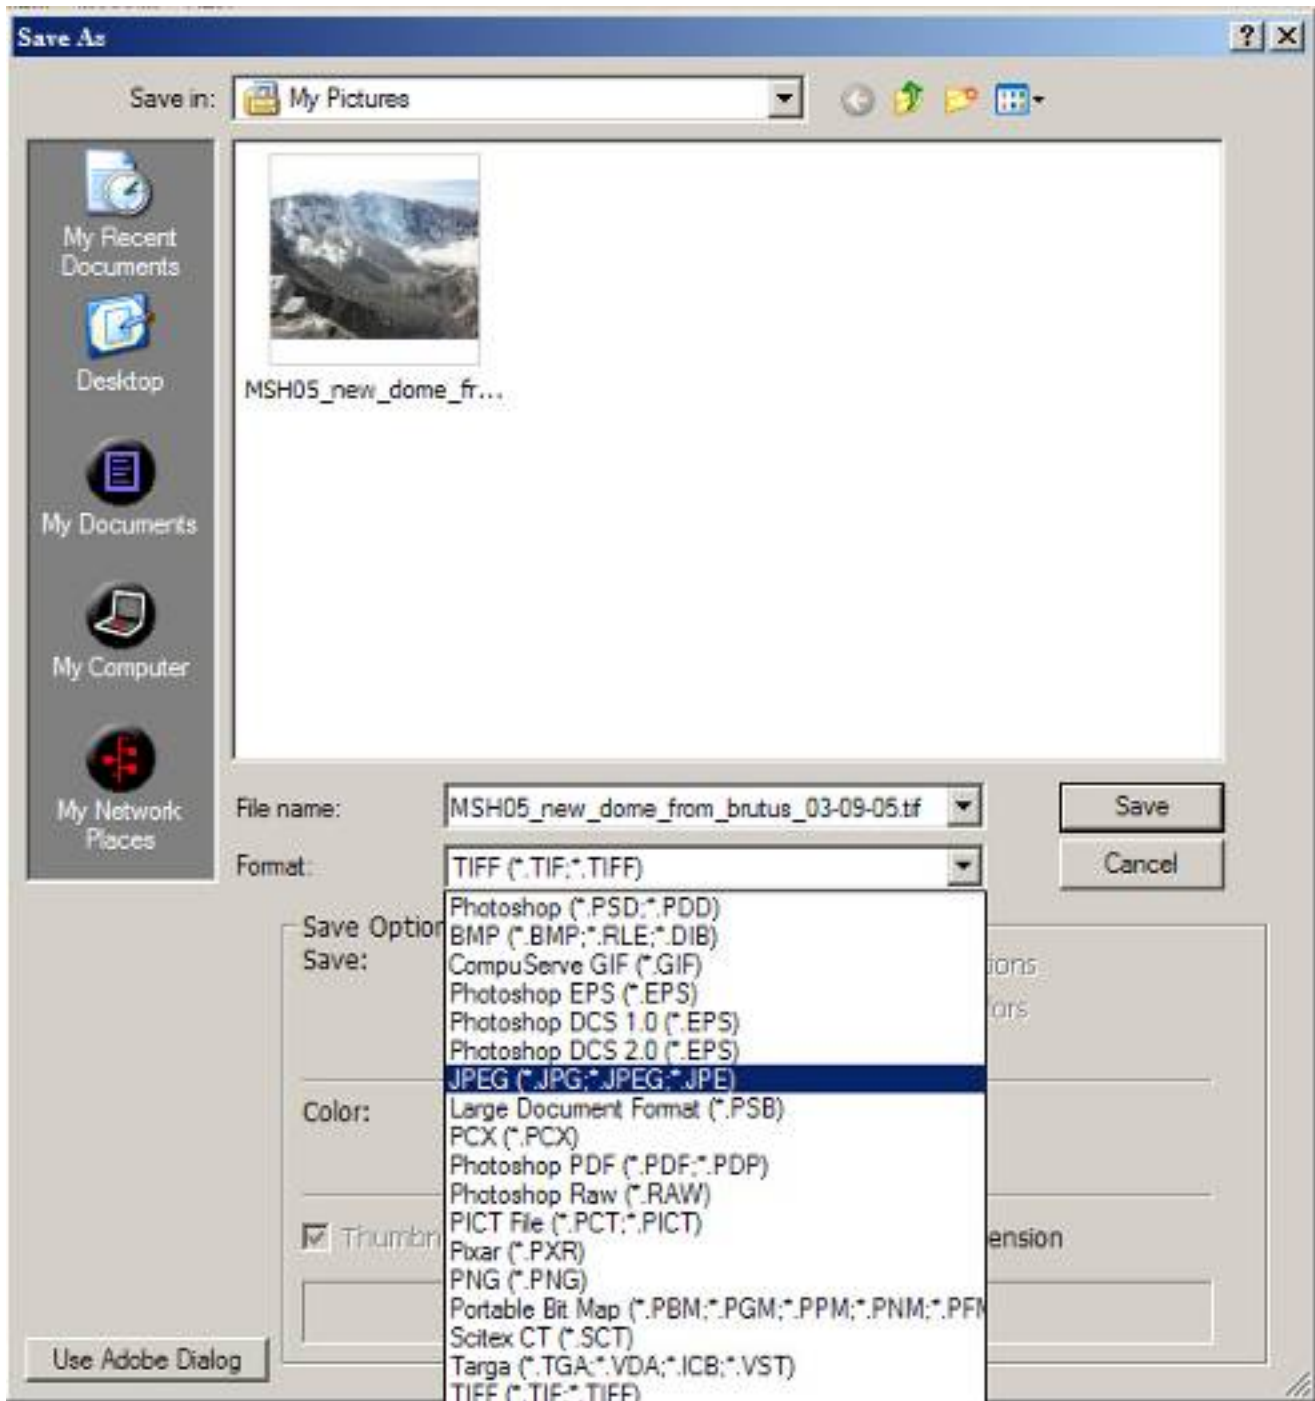 Save As
Save in:
My Pictures
My Recent
Documents
Desktop
My Documents
My Computer
My Network
Places
MSH05_new_dome_fr...
File name:
MSH05_new_dome_from_brutus_03-09-05.tif
Save
Format:
TIFF (*.TIF;*.TIFF)
Cancel
Photoshop (*.PSD;*.PDD)
BMP (*.BMP;*.RLE;*.DIB)
CompuServe GIF (*.GIF)
Photoshop EPS (*.EPS)
Photoshop DCS 1.0 (*.EPS)
Photoshop DCS 2.0 (*.EPS)
JPEG (*.JPG;*.JPEG;*.JPE)
Large Document Format (*.PSB)
PCX (*.PCX)
Photoshop PDF (*.PDF;*.PDP)
Photoshop Raw (*.RAW)
PICT File (*.PCT;*.PICT)
Pixar (*.PXR)
PNG (*.PNG)
Portable Bit Map (*.PBM;*.PGM;*.PPM;*.PNM;*.PFM
Scitex CT (*.SCT)
Targa (*.TGA;*.VDA;*.ICB;*.VST)
TIFF (*.TIF;*.TIFF)
Save Option
Save:
ions
Color:
Thumbn
ension
Use Adobe Dialog